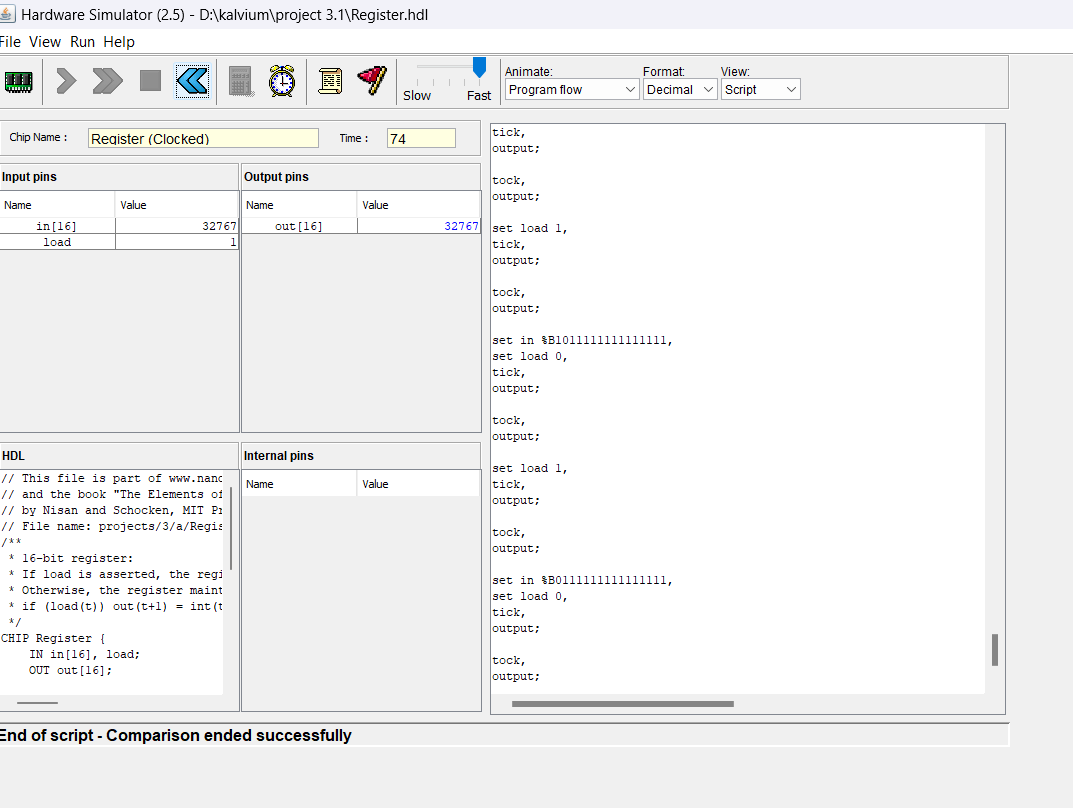 Hardware Simulator (2.5) - D:\kalvium\project 3.1\Register.hdl
File View Run Help
Slow Fast
Animate:
Program flow
Format:
Decimal
View:
Script
Chip Name :
Register (Clocked)
Time :
74
Input pins
Name Value
in[16] 32767
load 1
Output pins
Name Value
out[16] 32767
HDL
// This file is part of www.nanc
// and the book "The Elements of
// by Nisan and Schocken, MIT Pr
// File name: projects/3/a/Regis
/**
* 16-bit register:
* If load is asserted, the regi
* Otherwise, the register maint
* if (load(t)) out(t+1) = int(t
*/
CHIP Register {
IN in[16], load;
OUT out[16];
Internal pins
Name Value
tick,
output;
tock,
output;
set load 1,
tick,
output;
tock,
output;
set in %B1011111111111111,
set load 0,
tick,
output;
tock,
output;
set load 1,
tick,
output;
tock,
output;
set in %B0111111111111111,
set load 0,
tick,
output;
tock,
output;
End of script - Comparison ended successfully